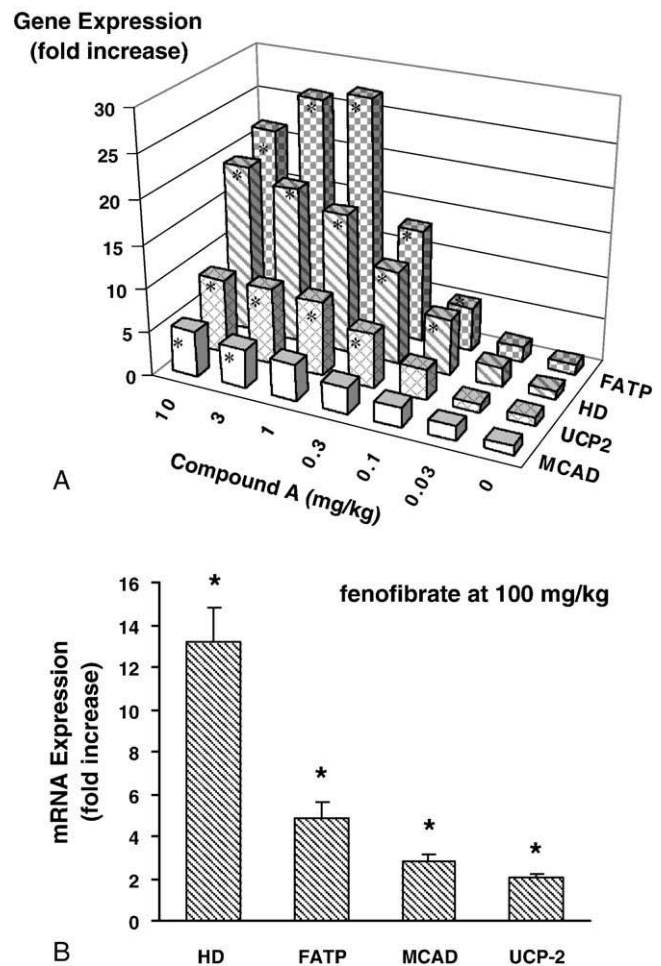 Gene Expression
(fold increase)
30
25
20
15
10
5
0
10
3
1
0.3
0.1
0.03
0
FATP
HD
UCP2
MCAD
Compound A (mg/kg)
A
fenofibrate at 100 mg/kg
mRNA Expression
(fold increase)
16
14
12
10
8
6
4
2
0
*
*
*
*
HD FATP MCAD UCP-2
B